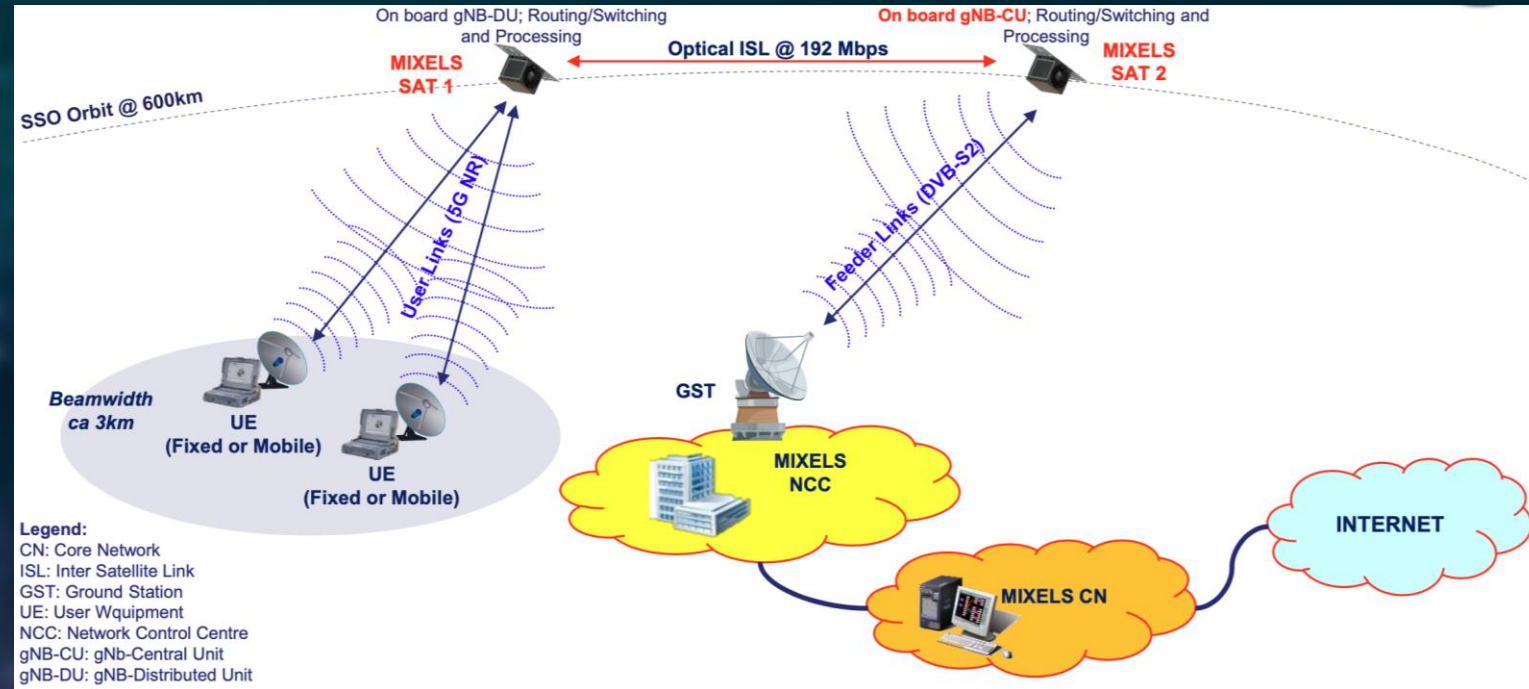 On board gNB-DU; Routing/Switching
and Processing
On board gNB-CU; Routing/Switching and
Processing
MIXELS
SAT 1
Optical ISL @ 192 Mbps
MIXELS
SAT 2
SSO Orbit @ 600km
User Links (5G NR)
Feeder Links (DVB-S2)
Beamwidth
ca 3km
UE
(Fixed or Mobile)
UE
(Fixed or Mobile)
GST
MIXELS
NCC
MIXELS CN
INTERNET
Legend:
CN: Core Network
ISL: Inter Satellite Link
GST: Ground Station
UE: User Wquipment
NCC: Network Control Centre
gNB-CU: gNb-Central Unit
gNB-DU: gNB-Distributed Unit